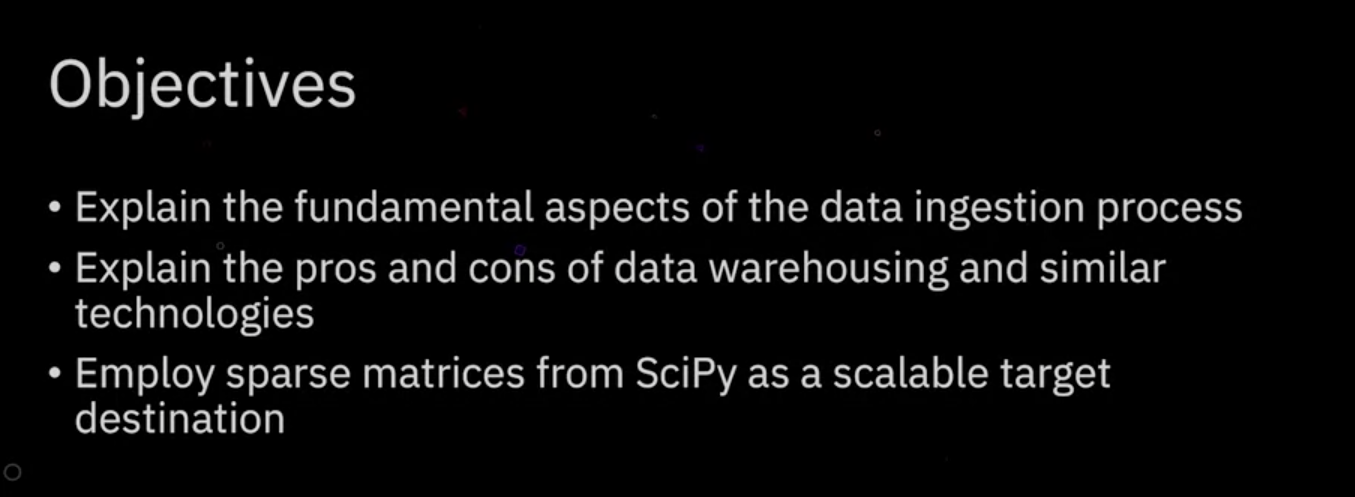 Objectives
• Explain the fundamental aspects of the data ingestion process
• Explain the pros and cons of data warehousing and similar
technologies
• Employ sparse matrices from SciPy as a scalable target
destination